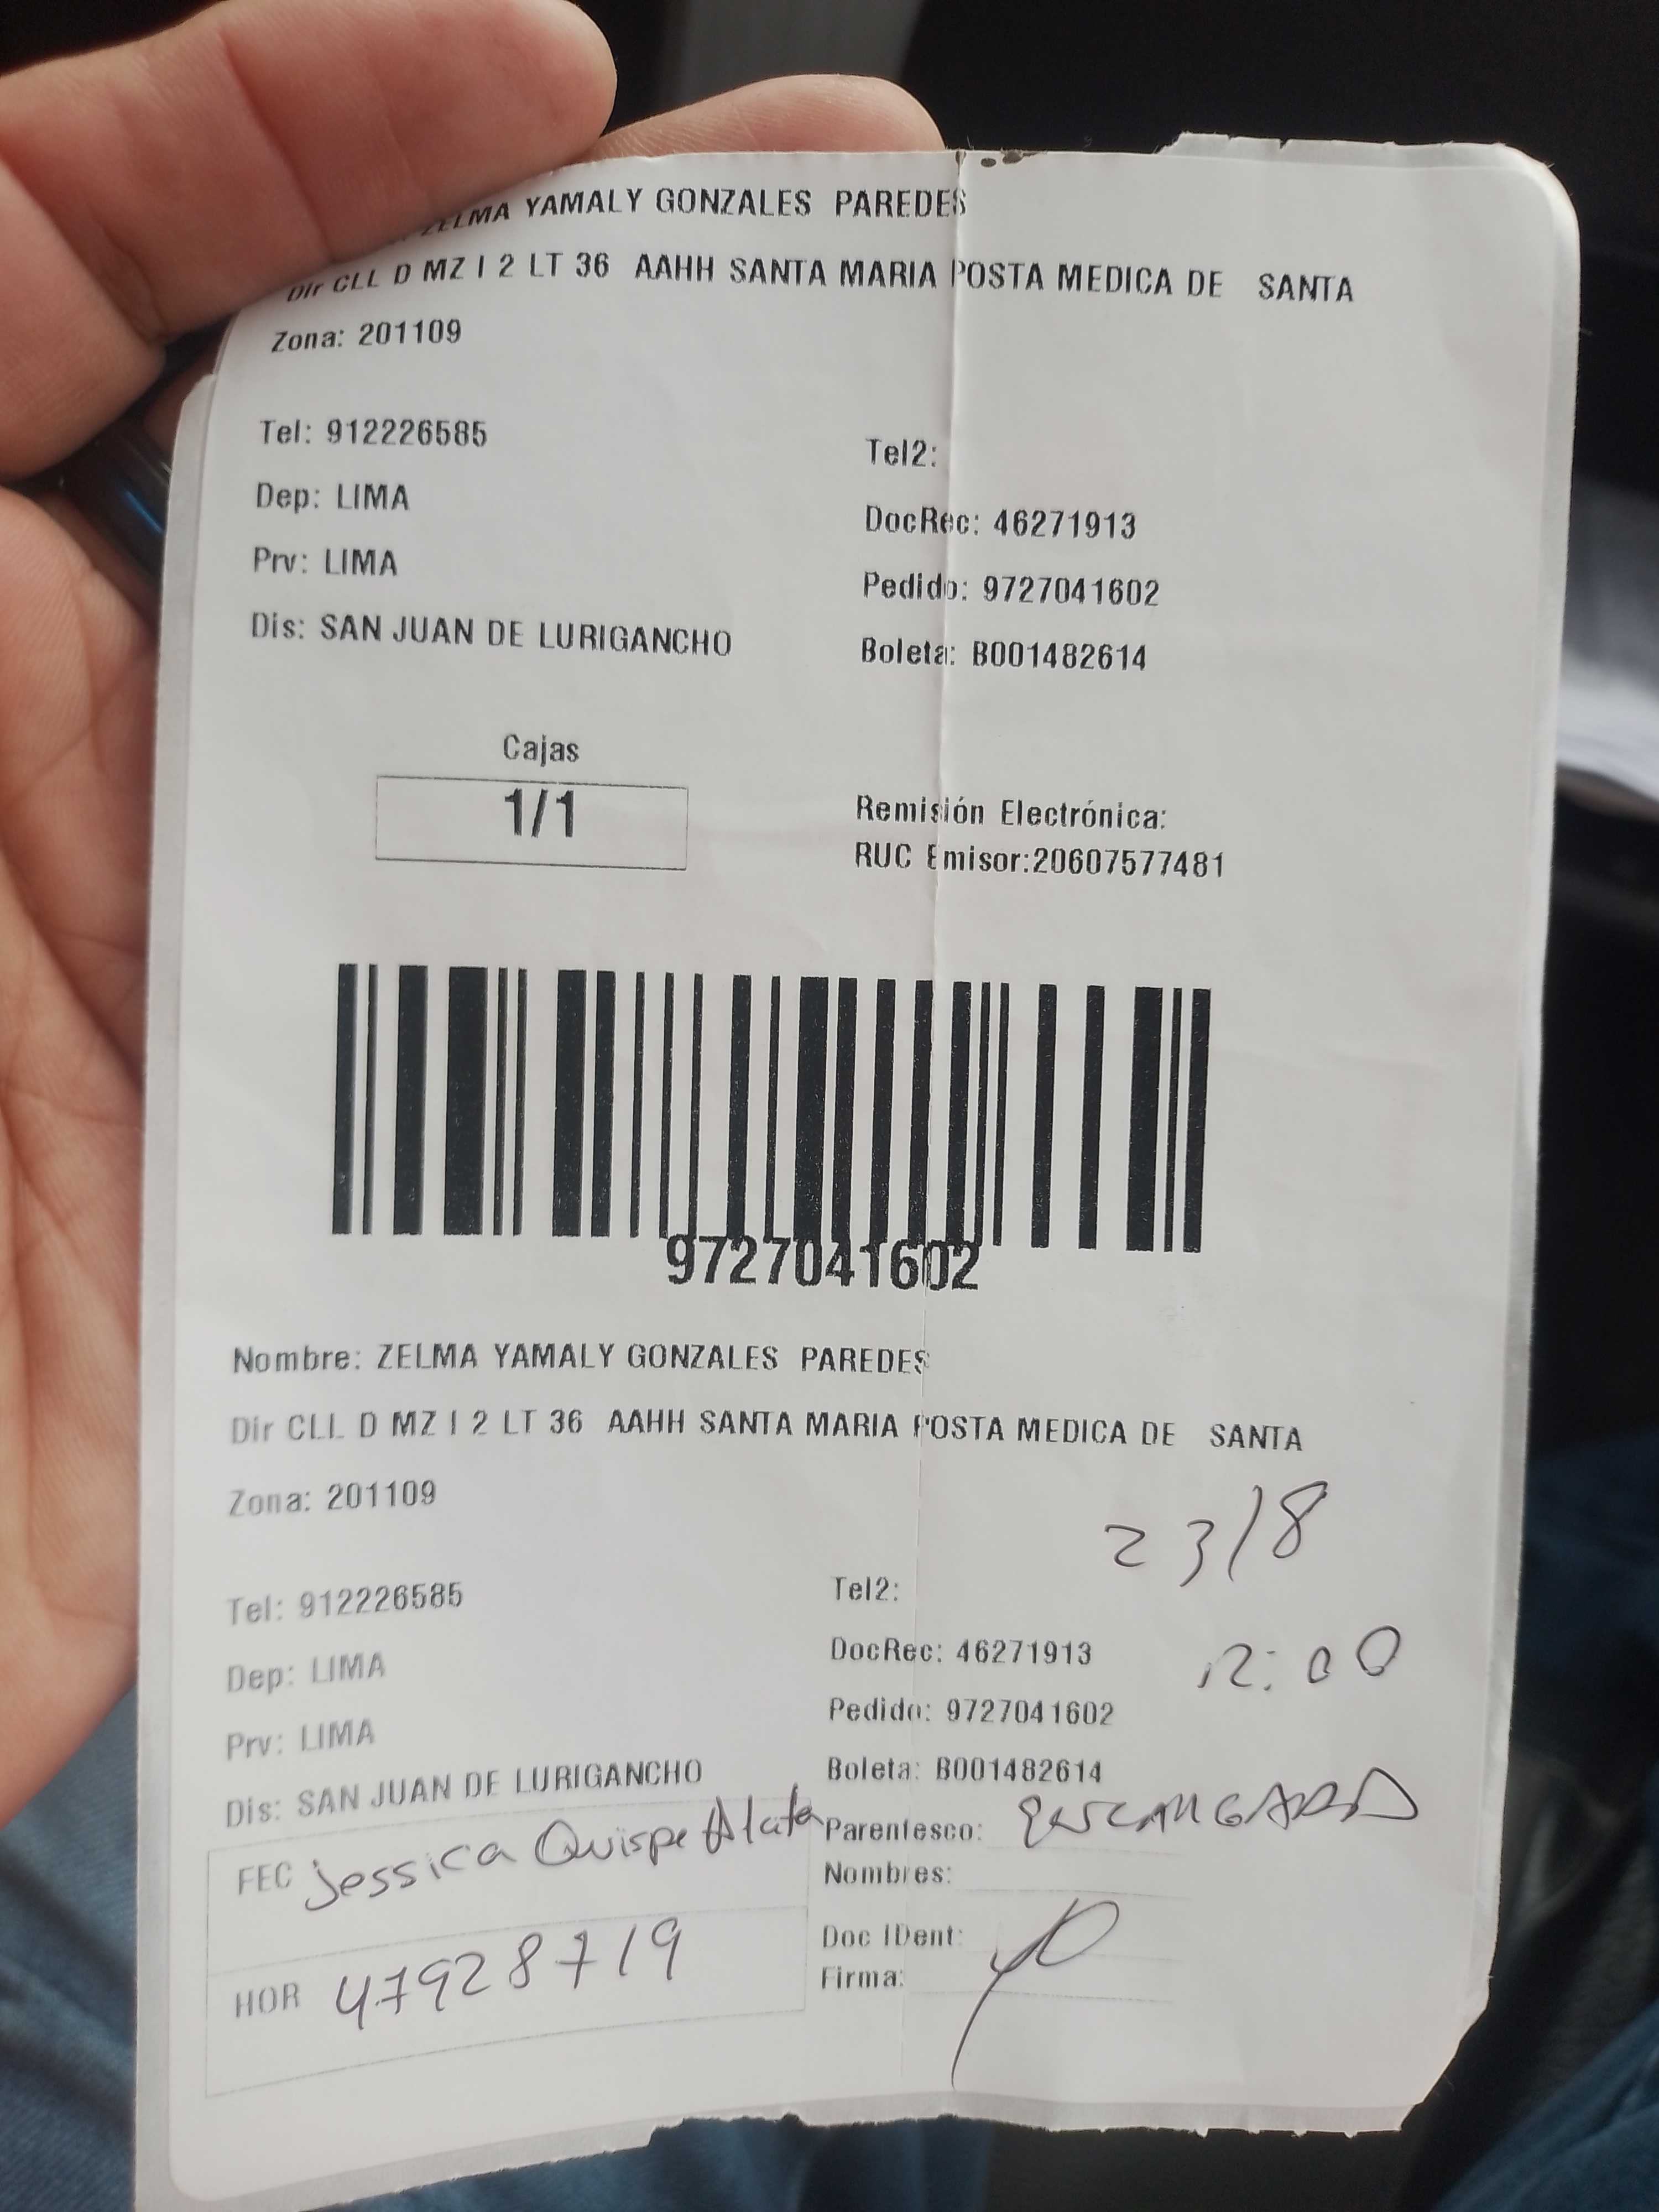 ZELMA YAMALY GONZALES PAREDES
Dir CLL D MZ I 2 LT 36 AAHH SANTA MARIA POSTA MEDICA DE SANTA
Zona: 201109
Tel: 912226585
Tel2:
Dep: LIMA
DocRec: 46271913
Prv: LIMA
Pedido: 9727041602
Dis: SAN JUAN DE LURIGANCHO
Boleta: B001482614
Cajas
1/1
Remisión Electrónica:
RUC Emisor:20607577481
9727041602
Nombre: ZELMA YAMALY GONZALES PAREDES
Dir CLL D MZ I 2 LT 36 AAHH SANTA MARIA POSTA MEDICA DE SANTA
Zona: 201109
23/8
Tel: 912226585
Tel2:
Dep: LIMA
DocRec: 46271913
12:00
Prv: LIMA
Pedido: 9727041602
Dis: SAN JUAN DE LURIGANCHO
Boleta: B001482614
FEC Jessica Quispe Alata
Parentesco:
Nombres:
HOR 47928719
Doc IDent:
Firma: